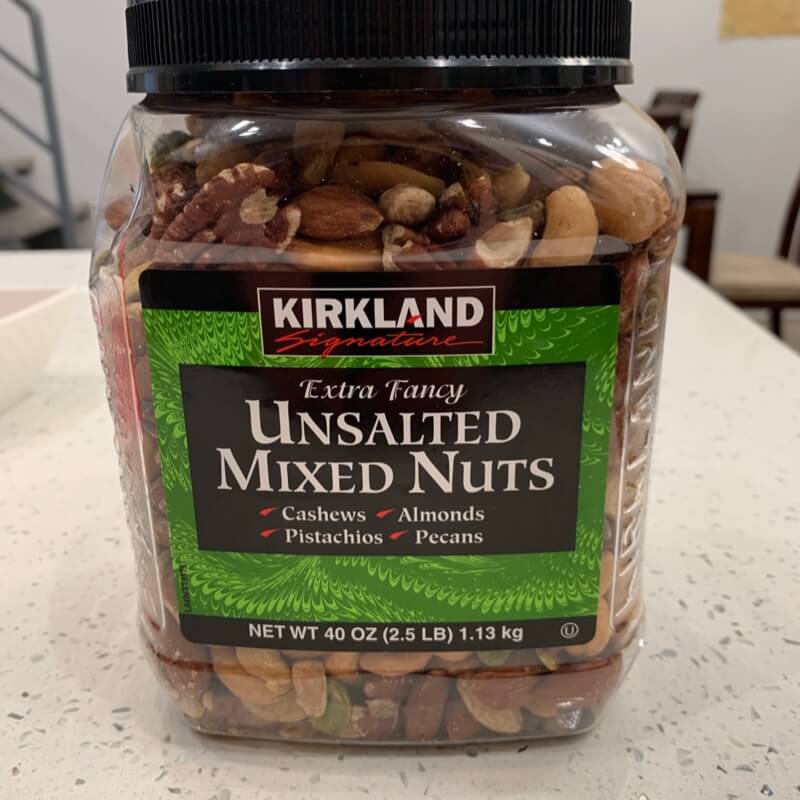 KIRKLAND
Signature
Extra Fancy
UNSALTED
MIXED NUTS
Cashews Almonds
Pistachios Pecans
NET WT 40 OZ (2.5 LB) 1.13 kg
U
KIRKLAND